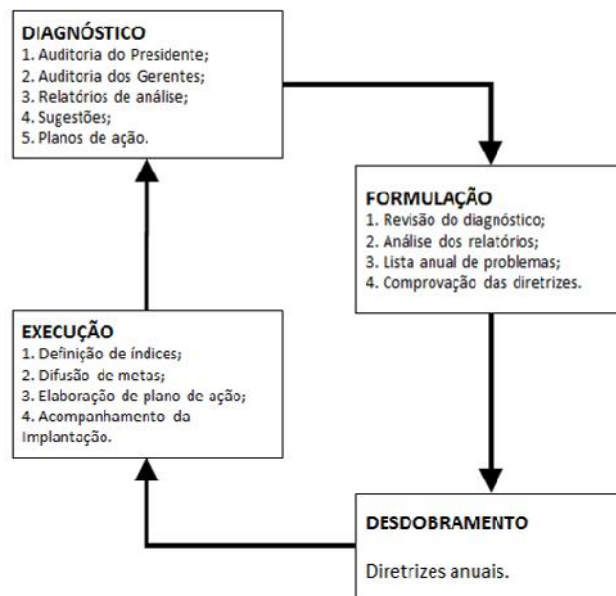 DIAGNÓSTICO
1. Auditoria do Presidente;
2. Auditoria dos Gerentes;
3. Relatórios de análise;
4. Sugestões;
5. Planos de ação.
FORMULAÇÃO
1. Revisão do diagnóstico;
2. Análise dos relatórios;
3. Lista anual de problemas;
4. Comprovação das diretrizes.
EXECUÇÃO
1. Definição de índices;
2. Difusão de metas;
3. Elaboração de plano de ação;
4. Acompanhamento da
Implantação.
DESDOBRAMENTO
Diretrizes anuais.